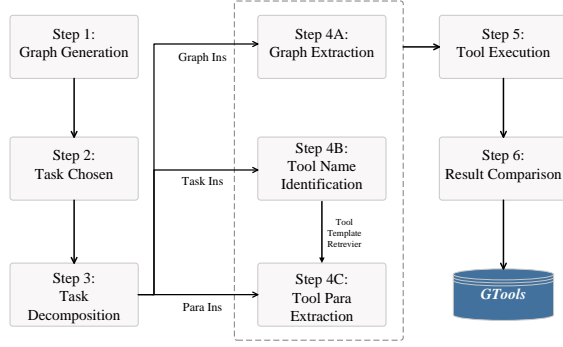 Step 1:
Graph Generation
Step 2:
Task Chosen
Step 3:
Task
Decomposition
Graph Ins
Task Ins
Para Ins
Step 4A:
Graph Extraction
Step 4B:
Tool Name
Identification
Tool
Template
Retrevier
Step 4C:
Tool Para
Extraction
Step 5:
Tool Execution
Step 6:
Result Comparison
GTools